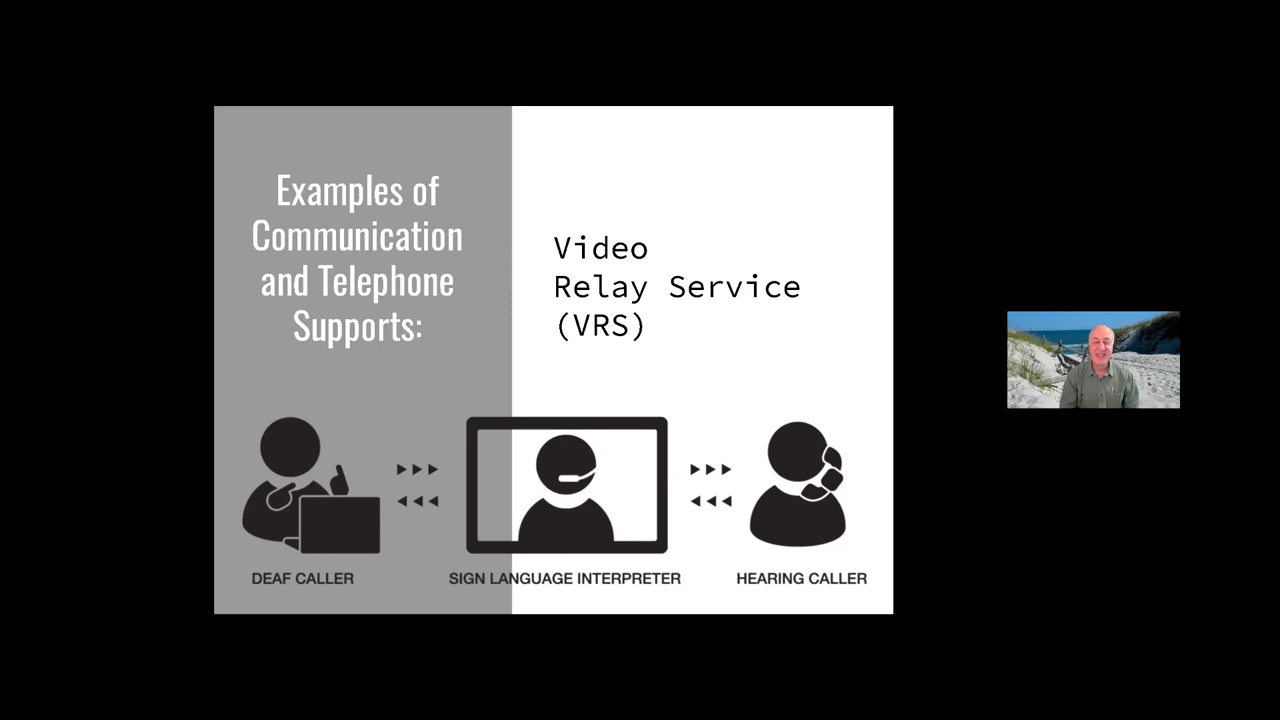 Examples of
Communication
and Telephone
Supports:
Video
Relay Service
(VRS)
DEAF CALLER
SIGN LANGUAGE INTERPRETER
HEARING CALLER